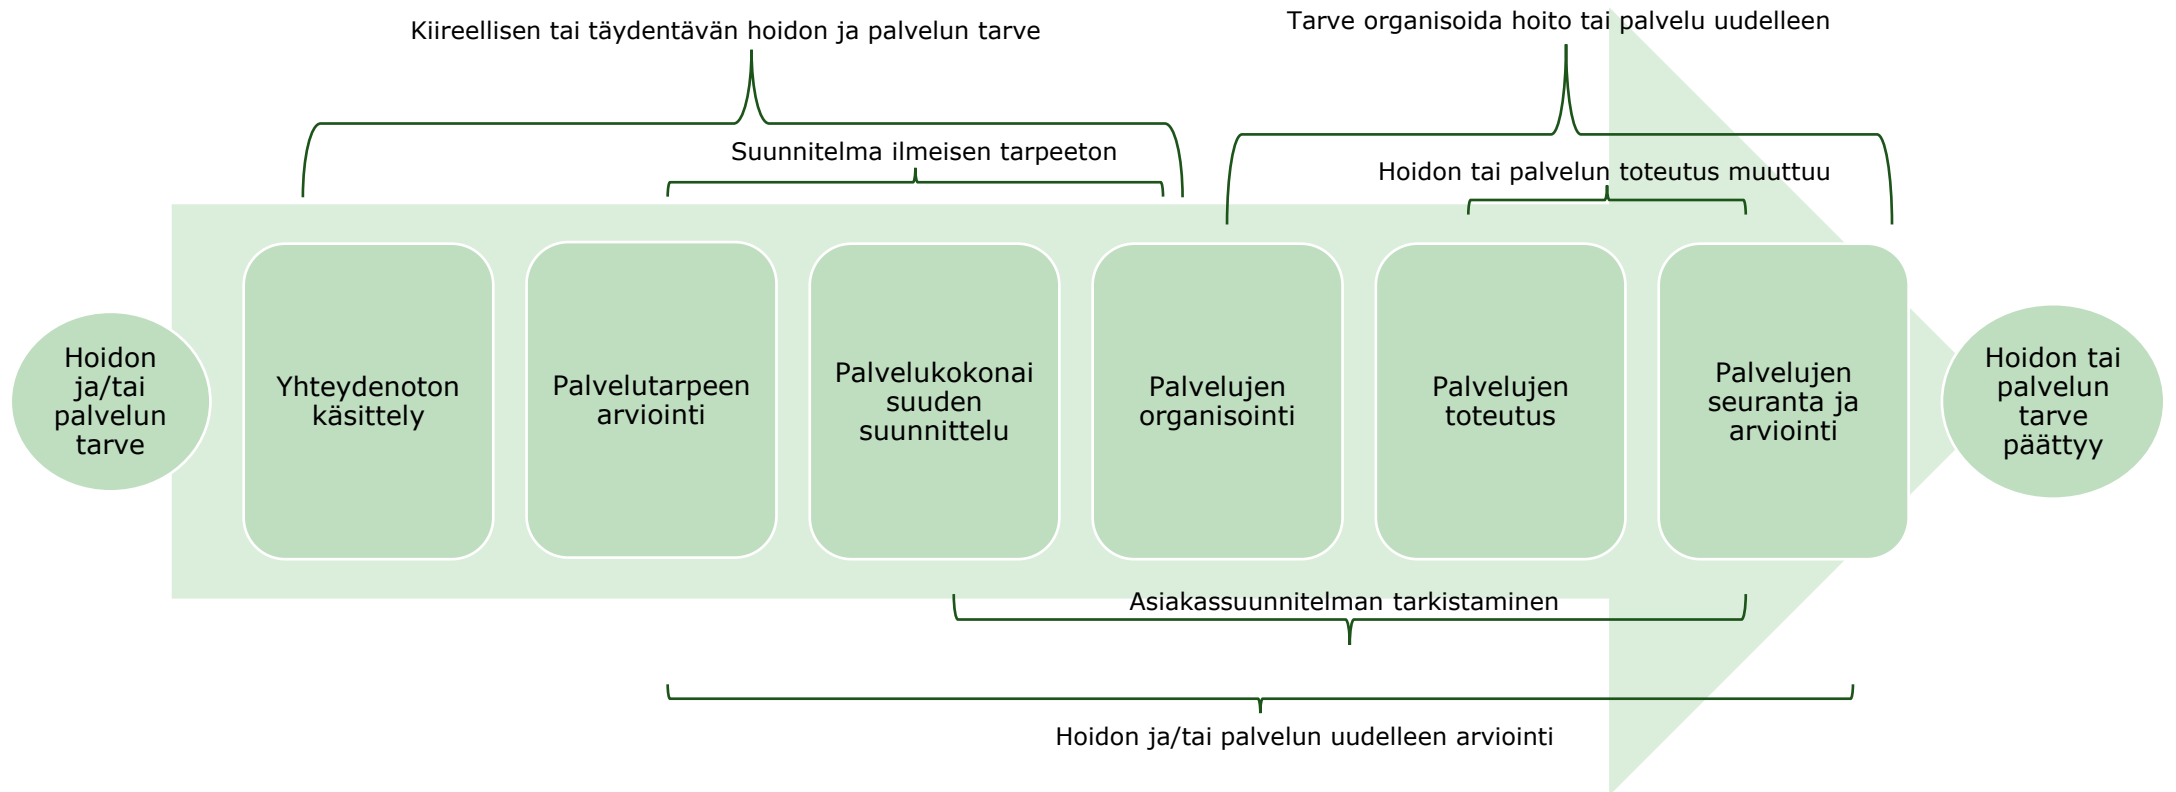 Kiireellisen tai täydentävän hoidon ja palvelun tarve
Tarve organisoida hoito tai palvelu uudelleen
Suunnitelma ilmeisen tarpeeton
Hoidon tai palvelun toteutus muuttuu
Hoidon
ja/tai
palvelun
tarve
Yhteydenoton
käsittely
Palvelutarpeen
arviointi
Palvelukokonai
suuden
suunnittelu
Palvelujen
organisointi
Palvelujen
toteutus
Palvelujen
seuranta ja
arviointi
Hoidon tai
palvelun
tarve
päättyy
Asiakassuunnitelman tarkistaminen
Hoidon ja/tai palvelun uudelleen arviointi